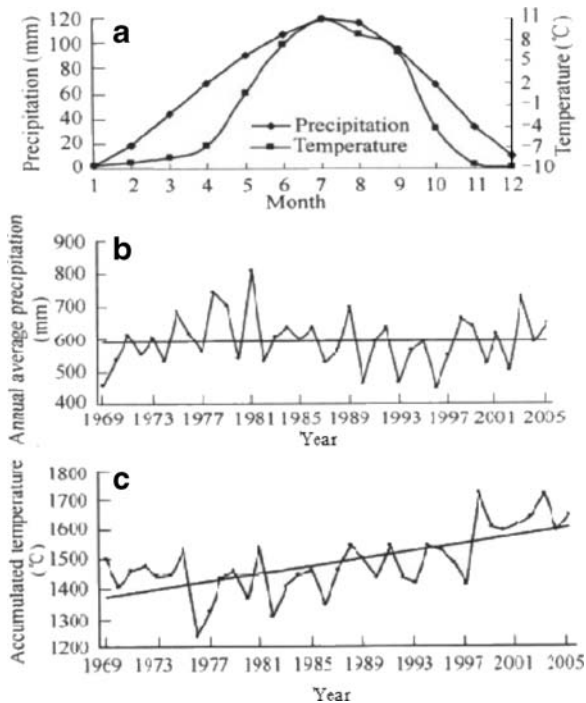 a
Precipitation (mm)
120
100
80
60
40
20
0
11
8
5
2
-1
-4
-7
-10
Temperature (℃)
Precipitation
Temperature
1 2 3 4 5 6 7 8 9 10 11 12
Month
b
Annual average precipitation
(mm)
900
800
700
600
500
400
1969 1973 1977 1981 1985 1989 1993 1997 2001 2005
Year
c
Accumulated temperature
(℃)
1800
1700
1600
1500
1400
1300
1200
1969 1973 1977 1981 1985 1989 1993 1997 2001 2005
Year